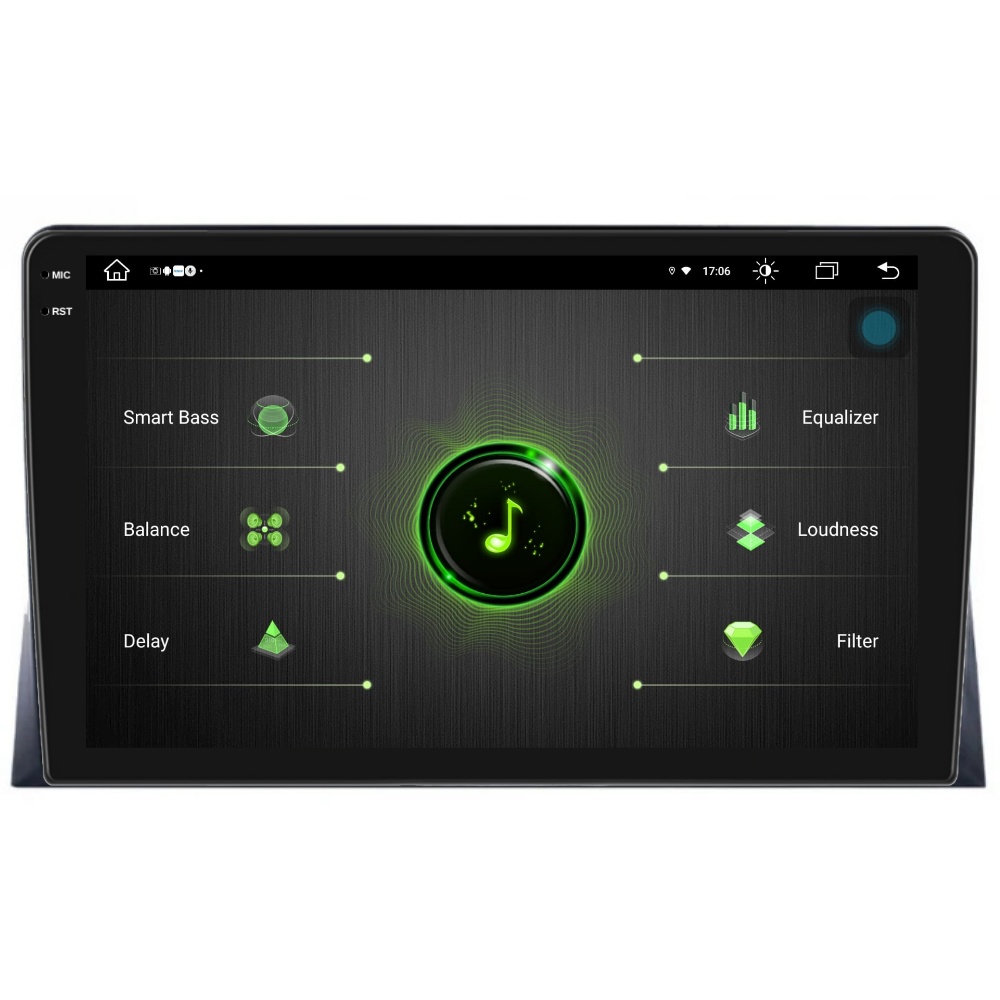 MIC
17:06
RST
Smart Bass
Equalizer
Balance
Loudness
Delay
Filter